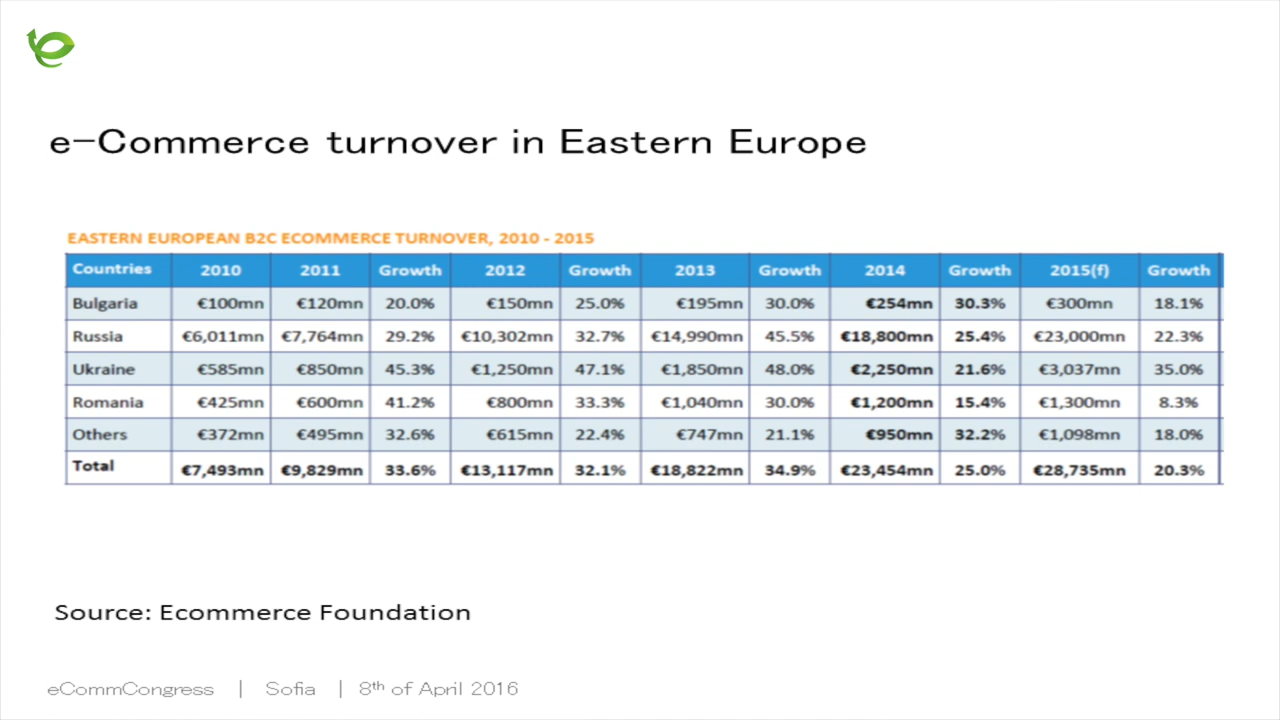 e-Commerce turnover in Eastern Europe
EASTERN EUROPEAN B2C ECOMMERCE TURNOVER, 2010 - 2015
Countries 2010 2011 Growth 2012 Growth 2013 Growth 2014 Growth 2015(f) Growth
Bulgaria €100mn €120mn 20.0% €150mn 25.0% €195mn 30.0% €254mn 30.3% €300mn 18.1%
Russia €6,011mn €7,764mn 29.2% €10,302mn 32.7% €14,990mn 45.5% €18,800mn 25.4% €23,000mn 22.3%
Ukraine €585mn €850mn 45.3% €1,250mn 47.1% €1,850mn 48.0% €2,250mn 21.6% €3,037mn 35.0%
Romania €425mn €600mn 41.2% €800mn 33.3% €1,040mn 30.0% €1,200mn 15.4% €1,300mn 8.3%
Others €372mn €495mn 32.6% €615mn 22.4% €747mn 21.1% €950mn 32.2% €1,098mn 18.0%
Total €7,493mn €9,829mn 33.6% €13,117mn 32.1% €18,822mn 34.9% €23,454mn 25.0% €28,735mn 20.3%
Source: Ecommerce Foundation
eCommCongress | Sofia | 8th of April 2016